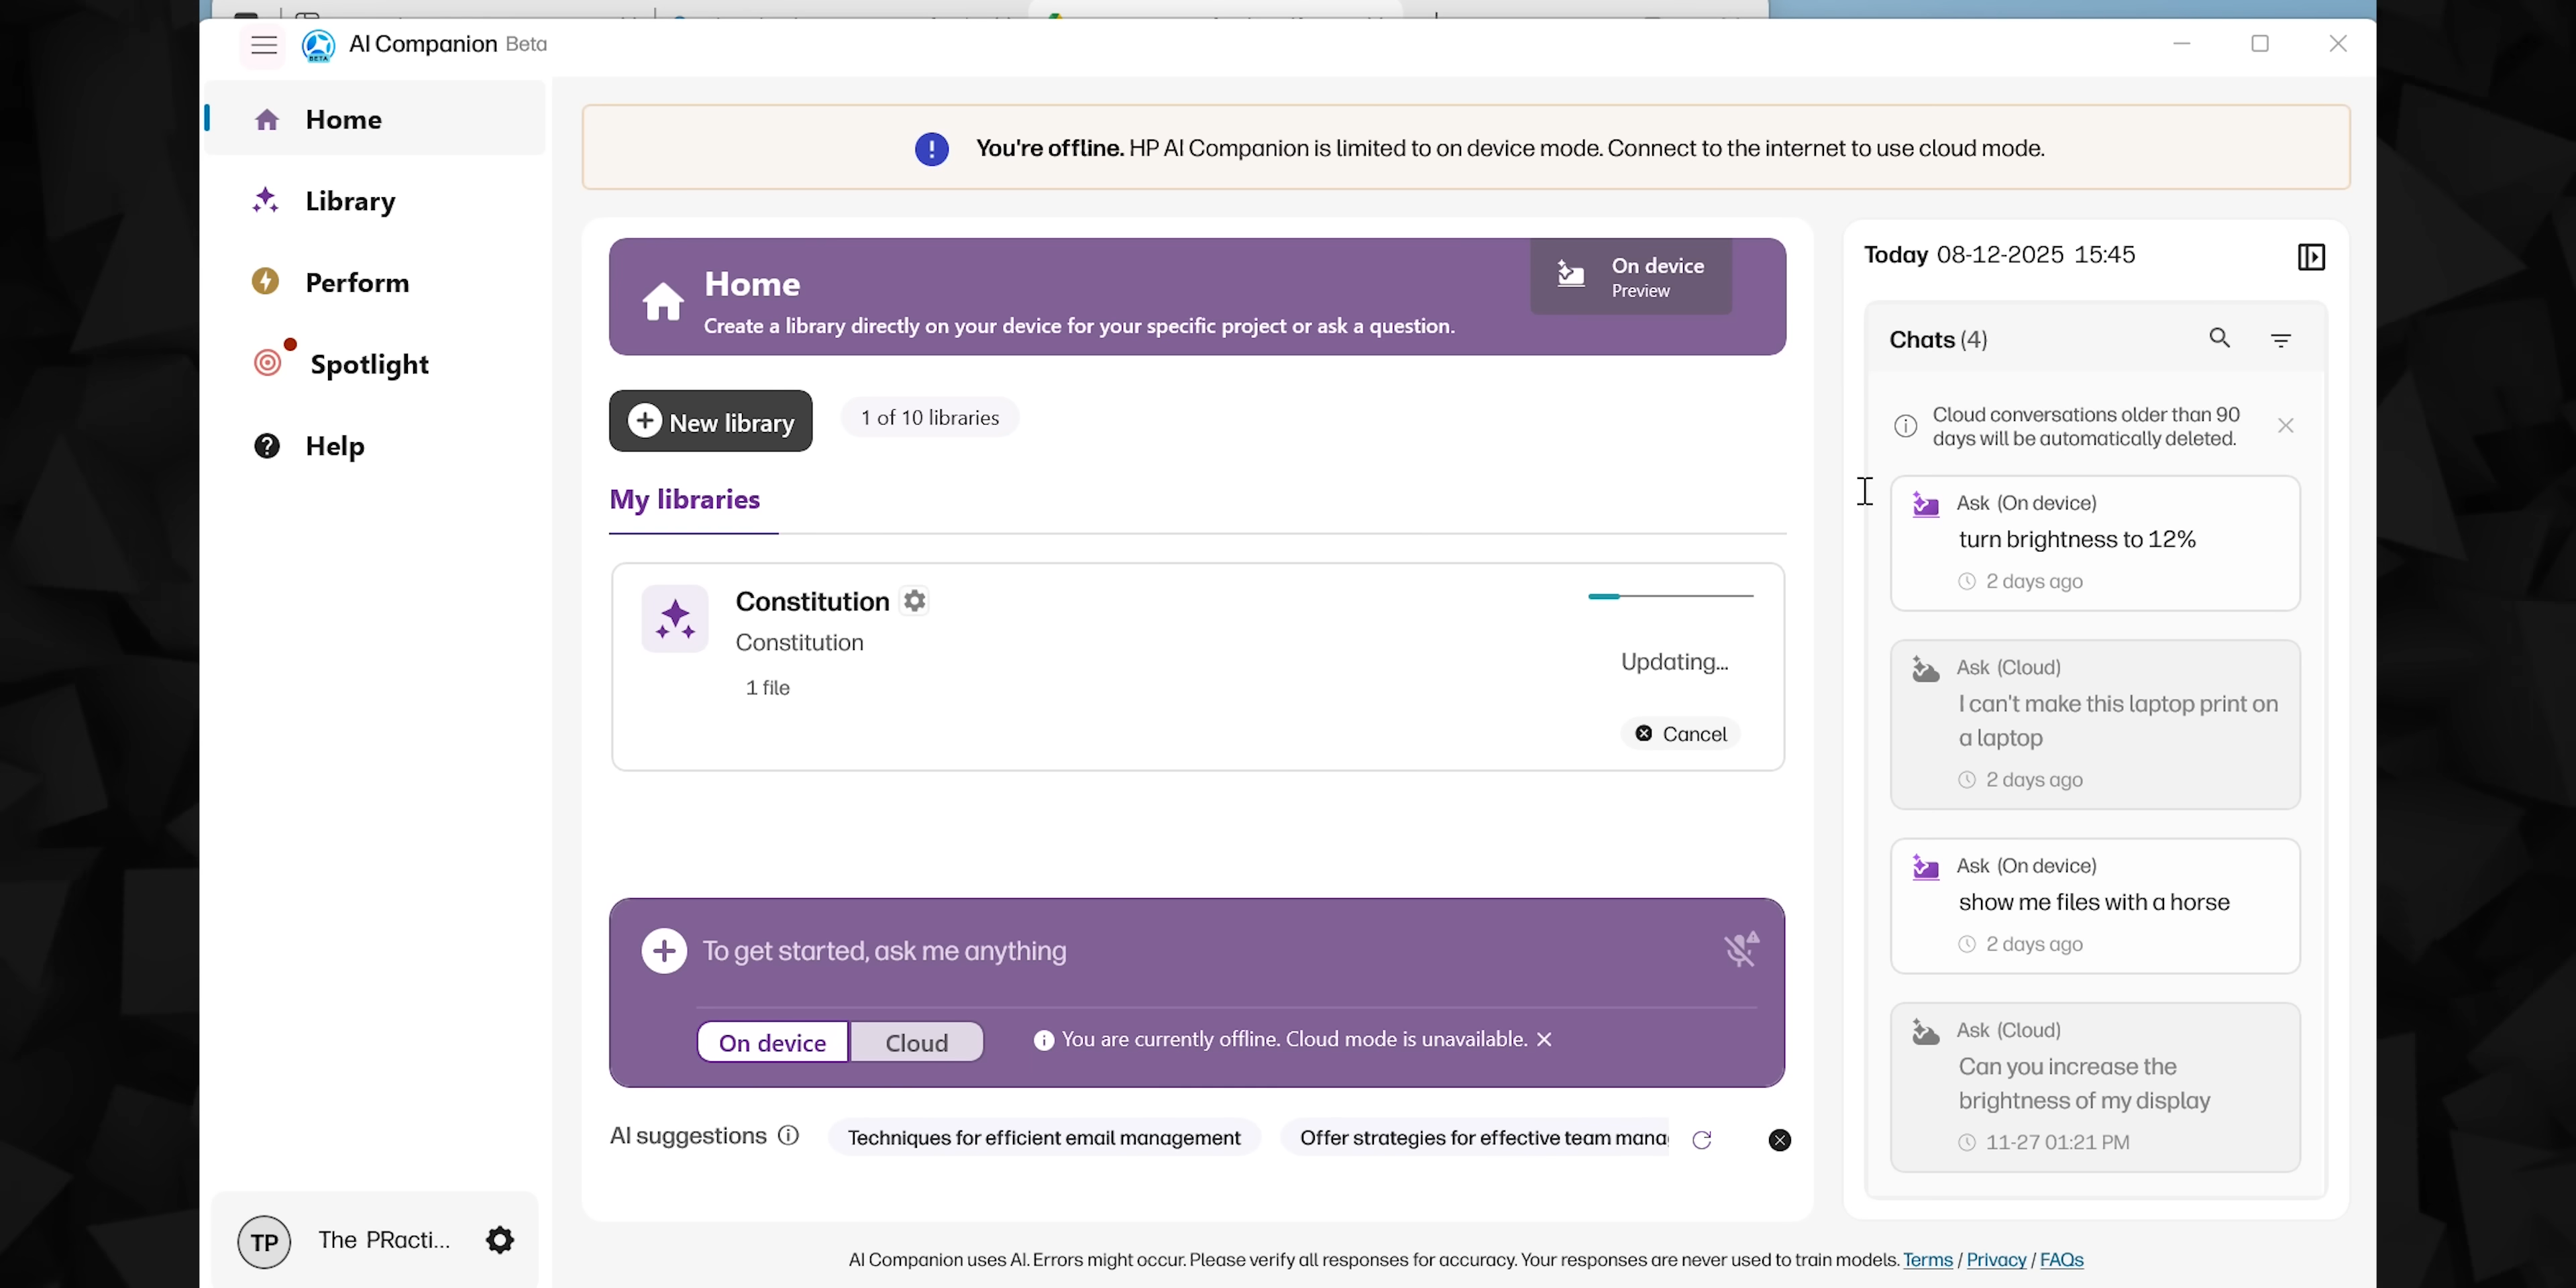 AI Companion Beta
BETA
Home
Library
Perform
Spotlight
Help
TP
The PRacti...
You're offline. HP AI Companion is limited to on device mode. Connect to the internet to use cloud mode.
Home
Create a library directly on your device for your specific project or ask a question.
On device
Preview
New library
1 of 10 libraries
My libraries
Constitution
Constitution
1 file
Updating...
Cancel
To get started, ask me anything
On device
Cloud
You are currently offline. Cloud mode is unavailable.
AI suggestions
Techniques for efficient email management
Offer strategies for effective team mana
Today 08-12-2025 15:45
Chats (4)
Cloud conversations older than 90
days will be automatically deleted.
Ask (On device)
turn brightness to 12%
2 days ago
Ask (Cloud)
I can't make this laptop print on
a laptop
2 days ago
Ask (On device)
show me files with a horse
2 days ago
Ask (Cloud)
Can you increase the
brightness of my display
11-27 01:21 PM
AI Companion uses AI. Errors might occur. Please verify all responses for accuracy. Your responses are never used to train models. Terms / Privacy / FAQs